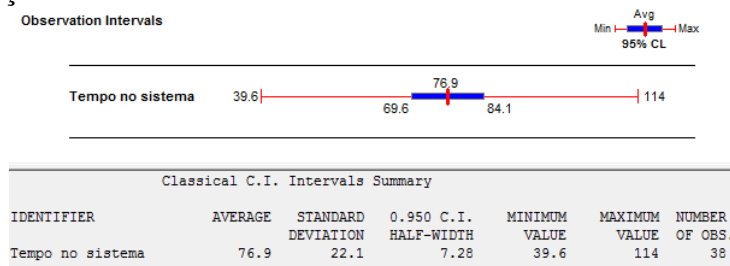 Observation Intervals
Avg
Min Max
95% CL
76.9
Tempo no sistema 39.6 114
69.6 84.1
Classical C.I. Intervals Summary
IDENTIFIER AVERAGE STANDARD 0.950 C.I. MINIMUM MAXIMUM NUMBER
DEVIATION HALF-WIDTH VALUE VALUE OF OBS.
Tempo no sistema 76.9 22.1 7.28 39.6 114 38